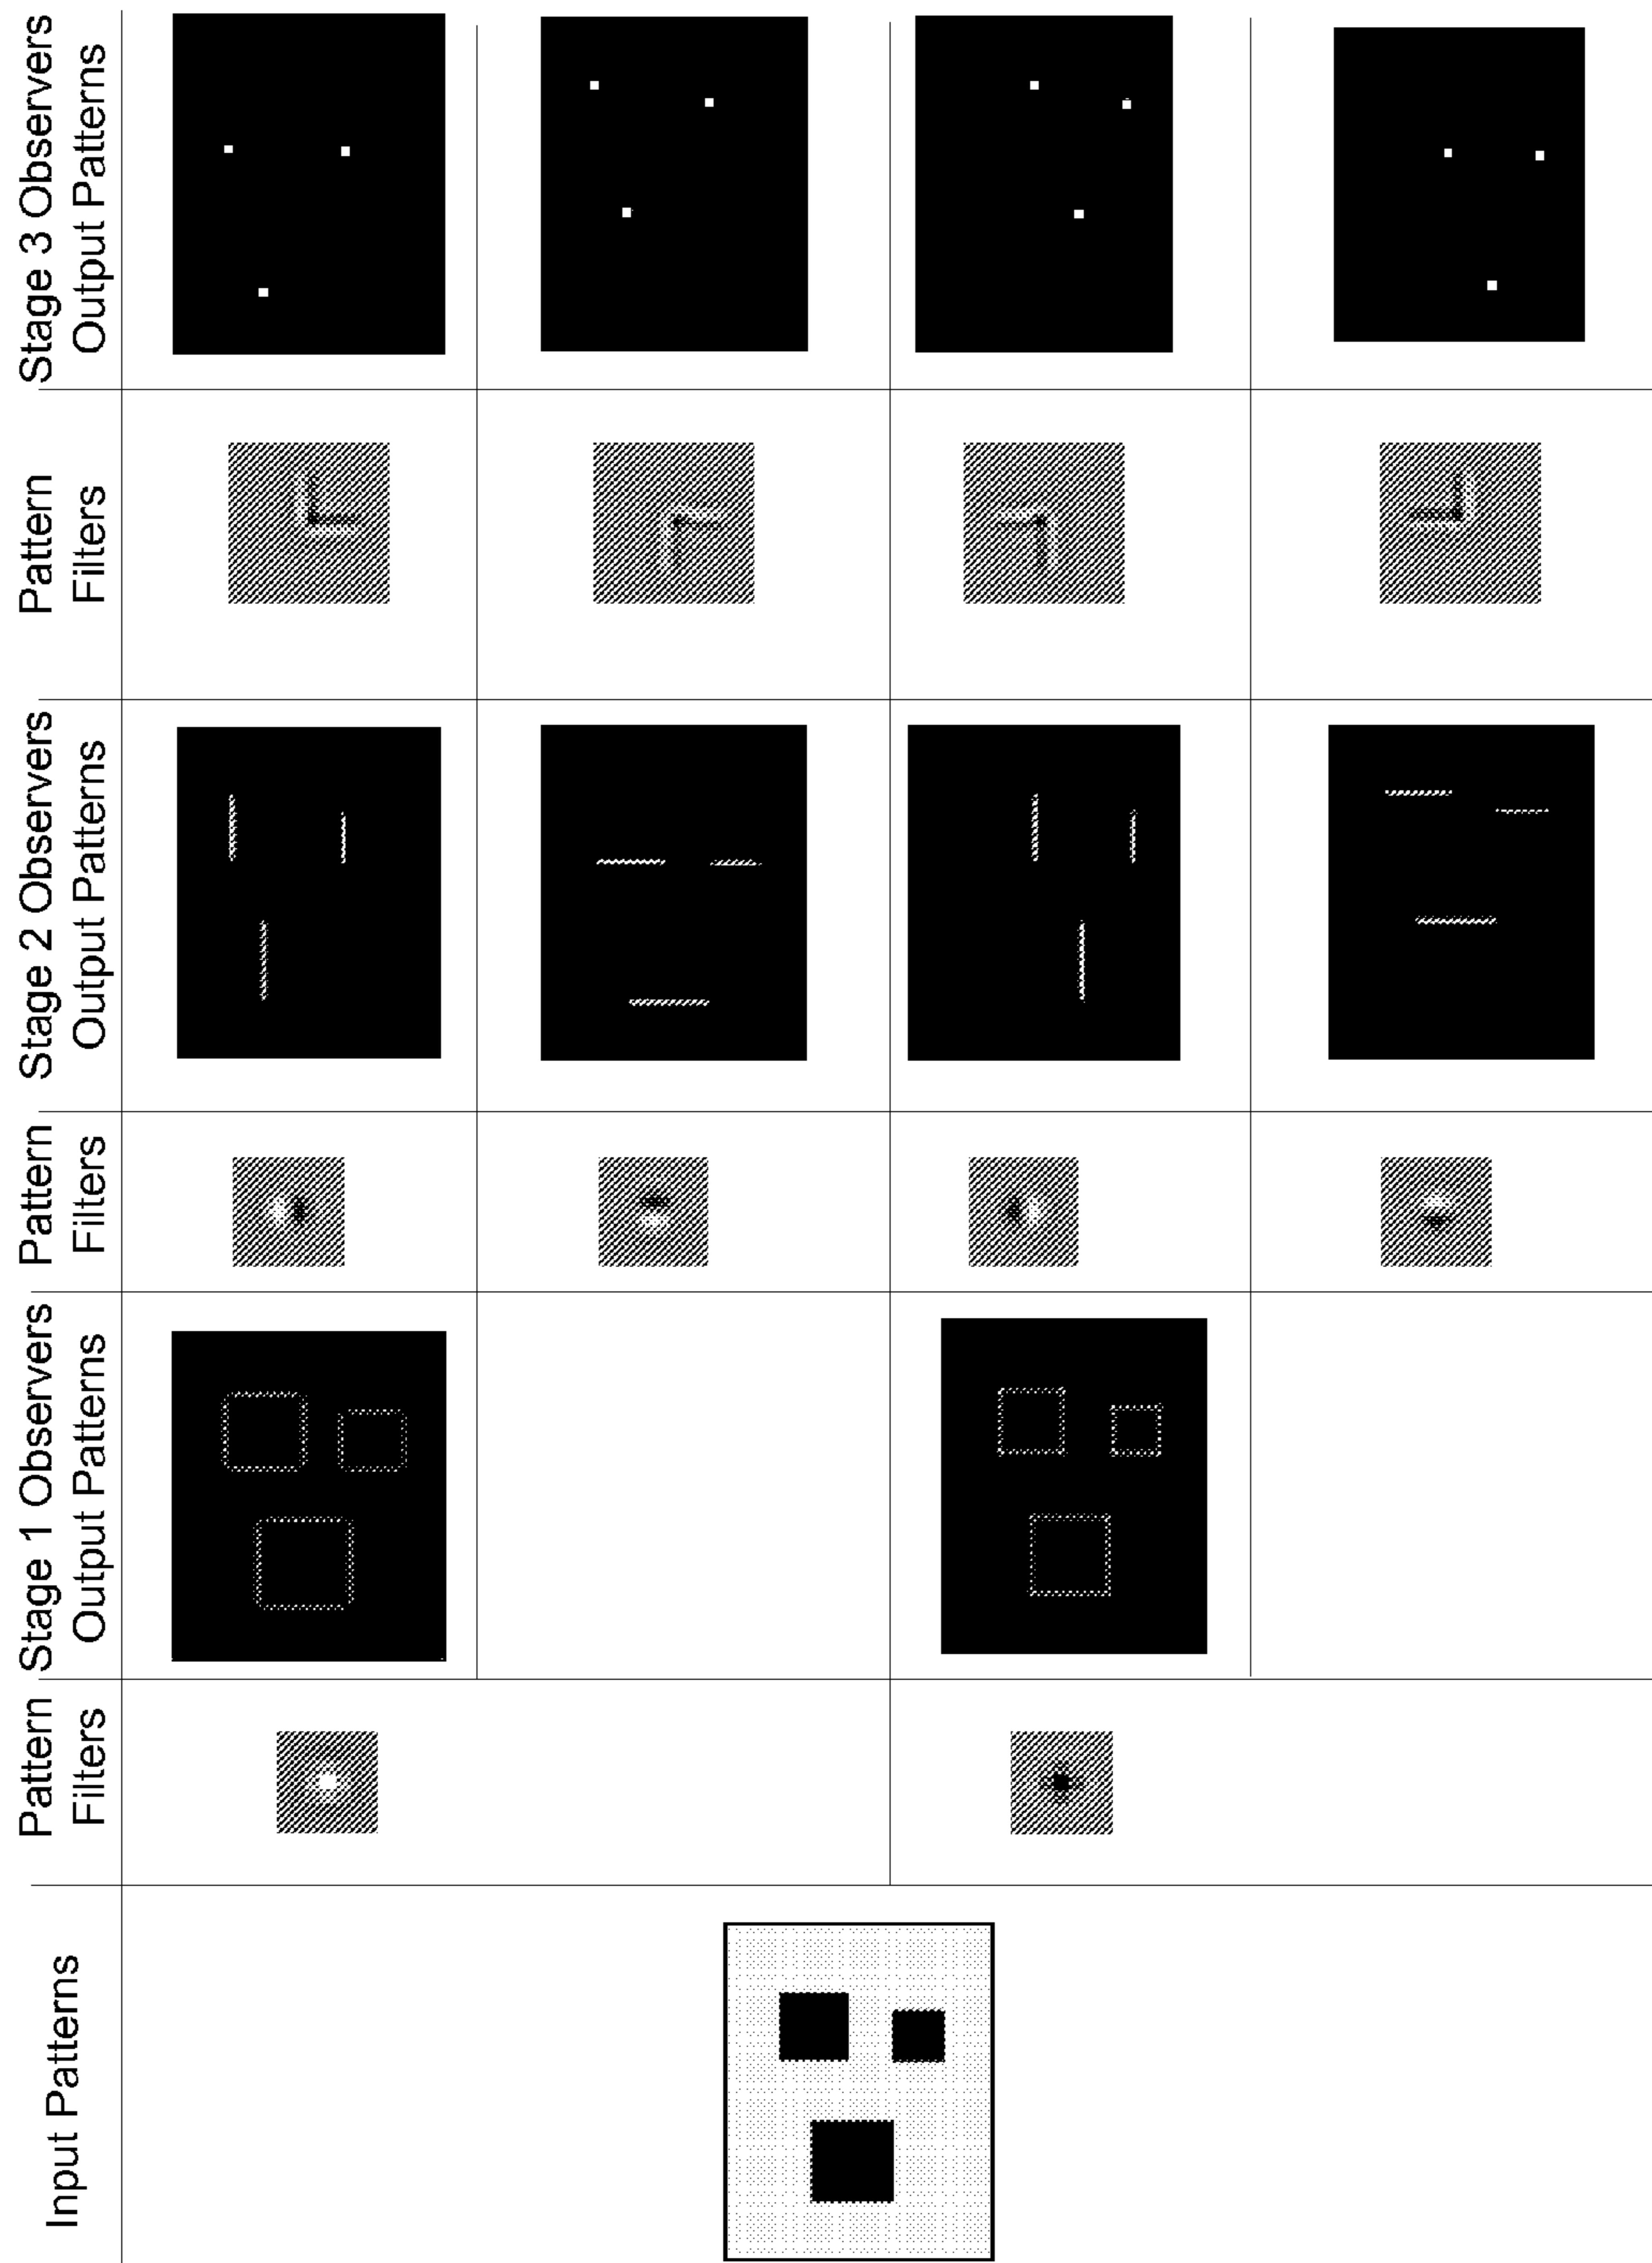 Stage 3 Observers
Output Patterns
Pattern
Filters
Stage 2 Observers
Output Patterns
Pattern
Filters
Stage 1 Observers
Output Patterns
Pattern
Filters
Input Patterns